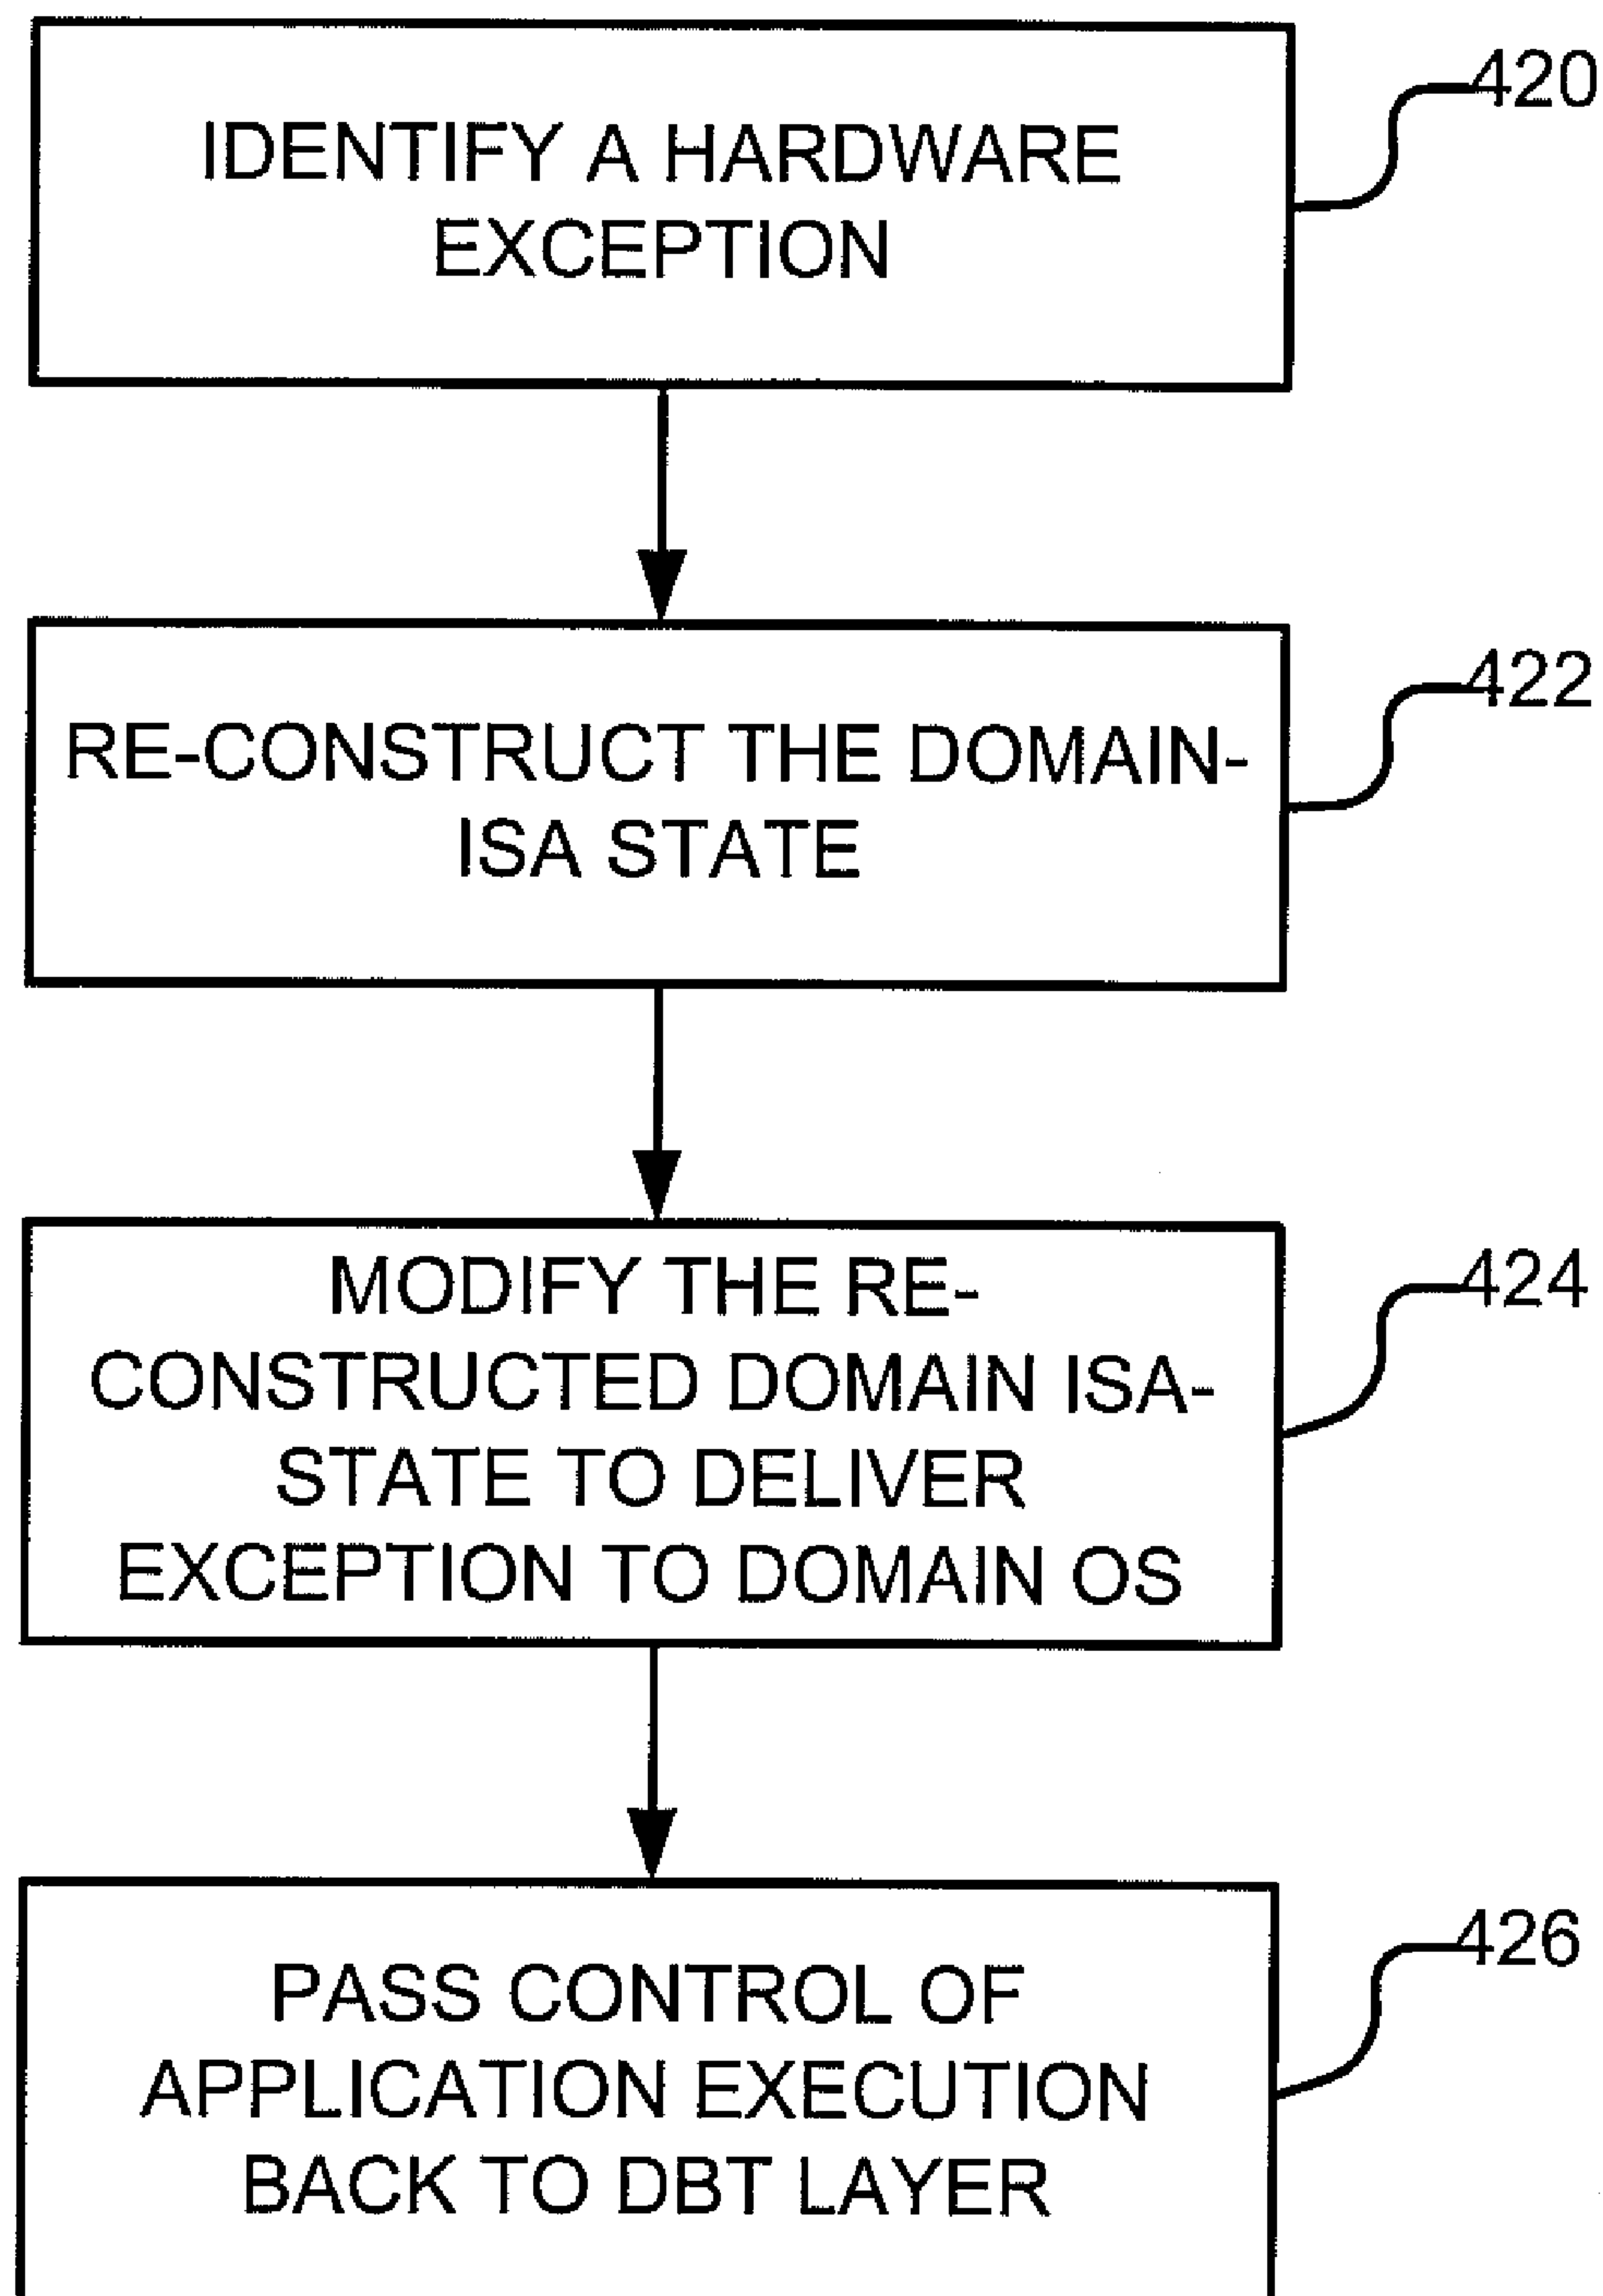 IDENTIFY A HARDWARE
EXCEPTION
420
RE-CONSTRUCT THE DOMAIN-
ISA STATE
422
MODIFY THE RE-
CONSTRUCTED DOMAIN ISA-
STATE TO DELIVER
EXCEPTION TO DOMAIN OS
424
PASS CONTROL OF
APPLICATION EXECUTION
BACK TO DBT LAYER
426